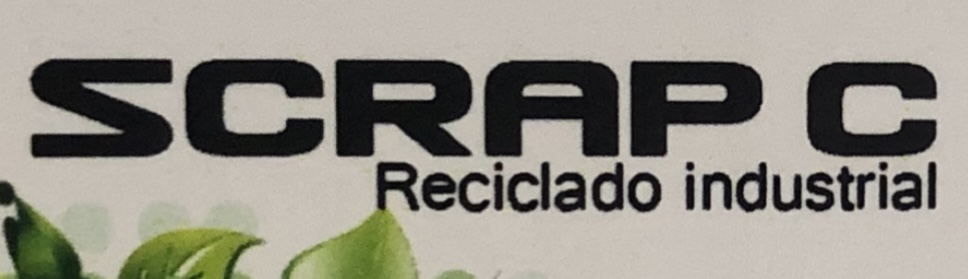 SCRAP C
Reciclado industrial